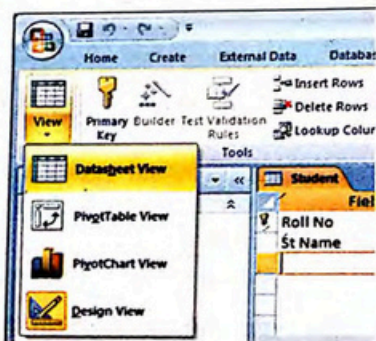 Home Create External Data Databas
View
Primary Key
Builder
Test Validation Rules
Insert Rows
Delete Rows
Lookup Colur
Tools
Datasheet View
PivotTable View
PivotChart View
Design View
Student
Fiel
Roll No
St Name